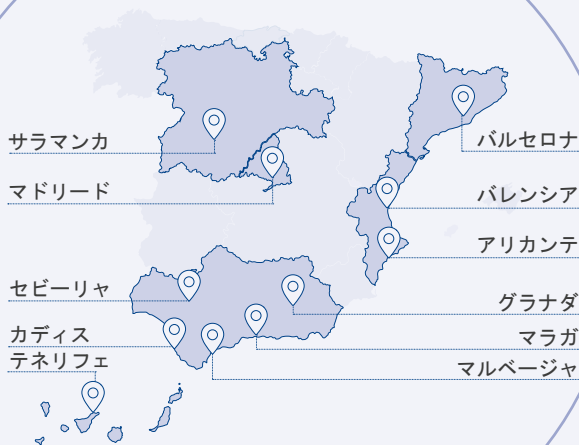 サラマンカ
マドリード
セビーリャ
カディス
テネリフェ
バルセロナ
バレンシア
アリカンテ
グラナダ
マラガ
マルベージャ